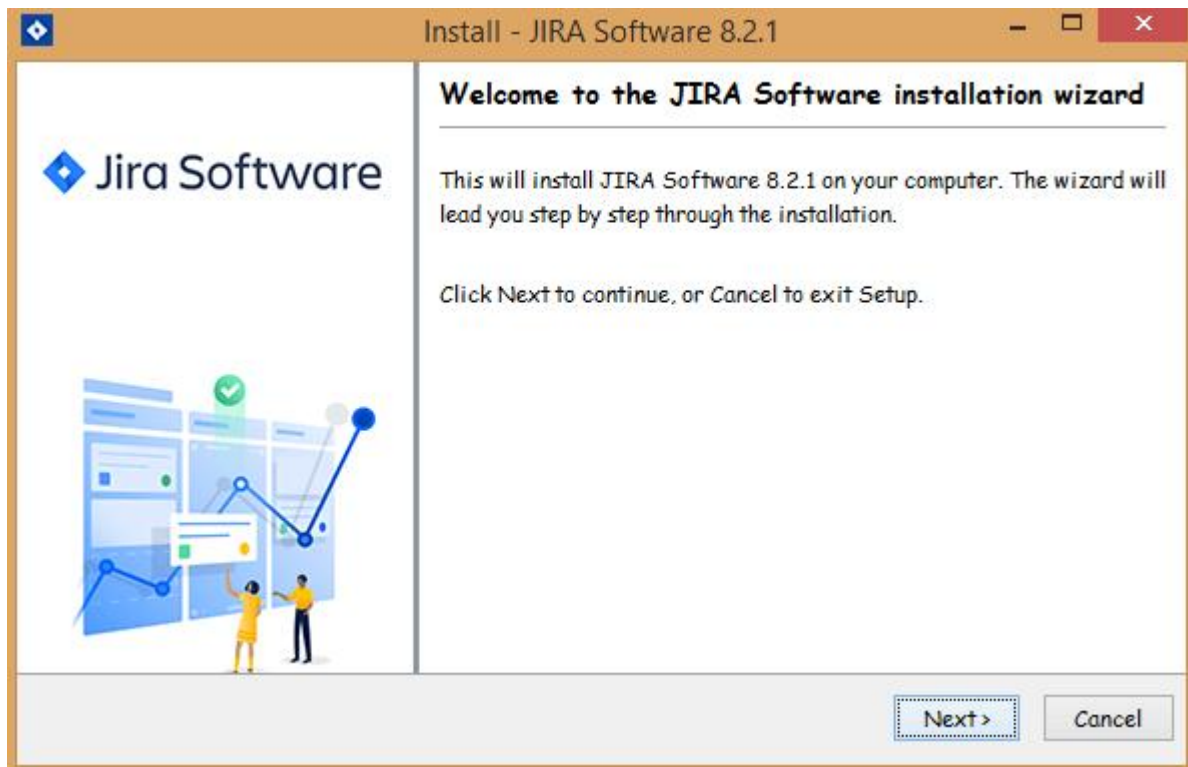 Install - JIRA Software 8.2.1
Jira Software
Welcome to the JIRA Software installation wizard
This will install JIRA Software 8.2.1 on your computer. The wizard will
lead you step by step through the installation.
Click Next to continue, or Cancel to exit Setup.
Next >
Cancel